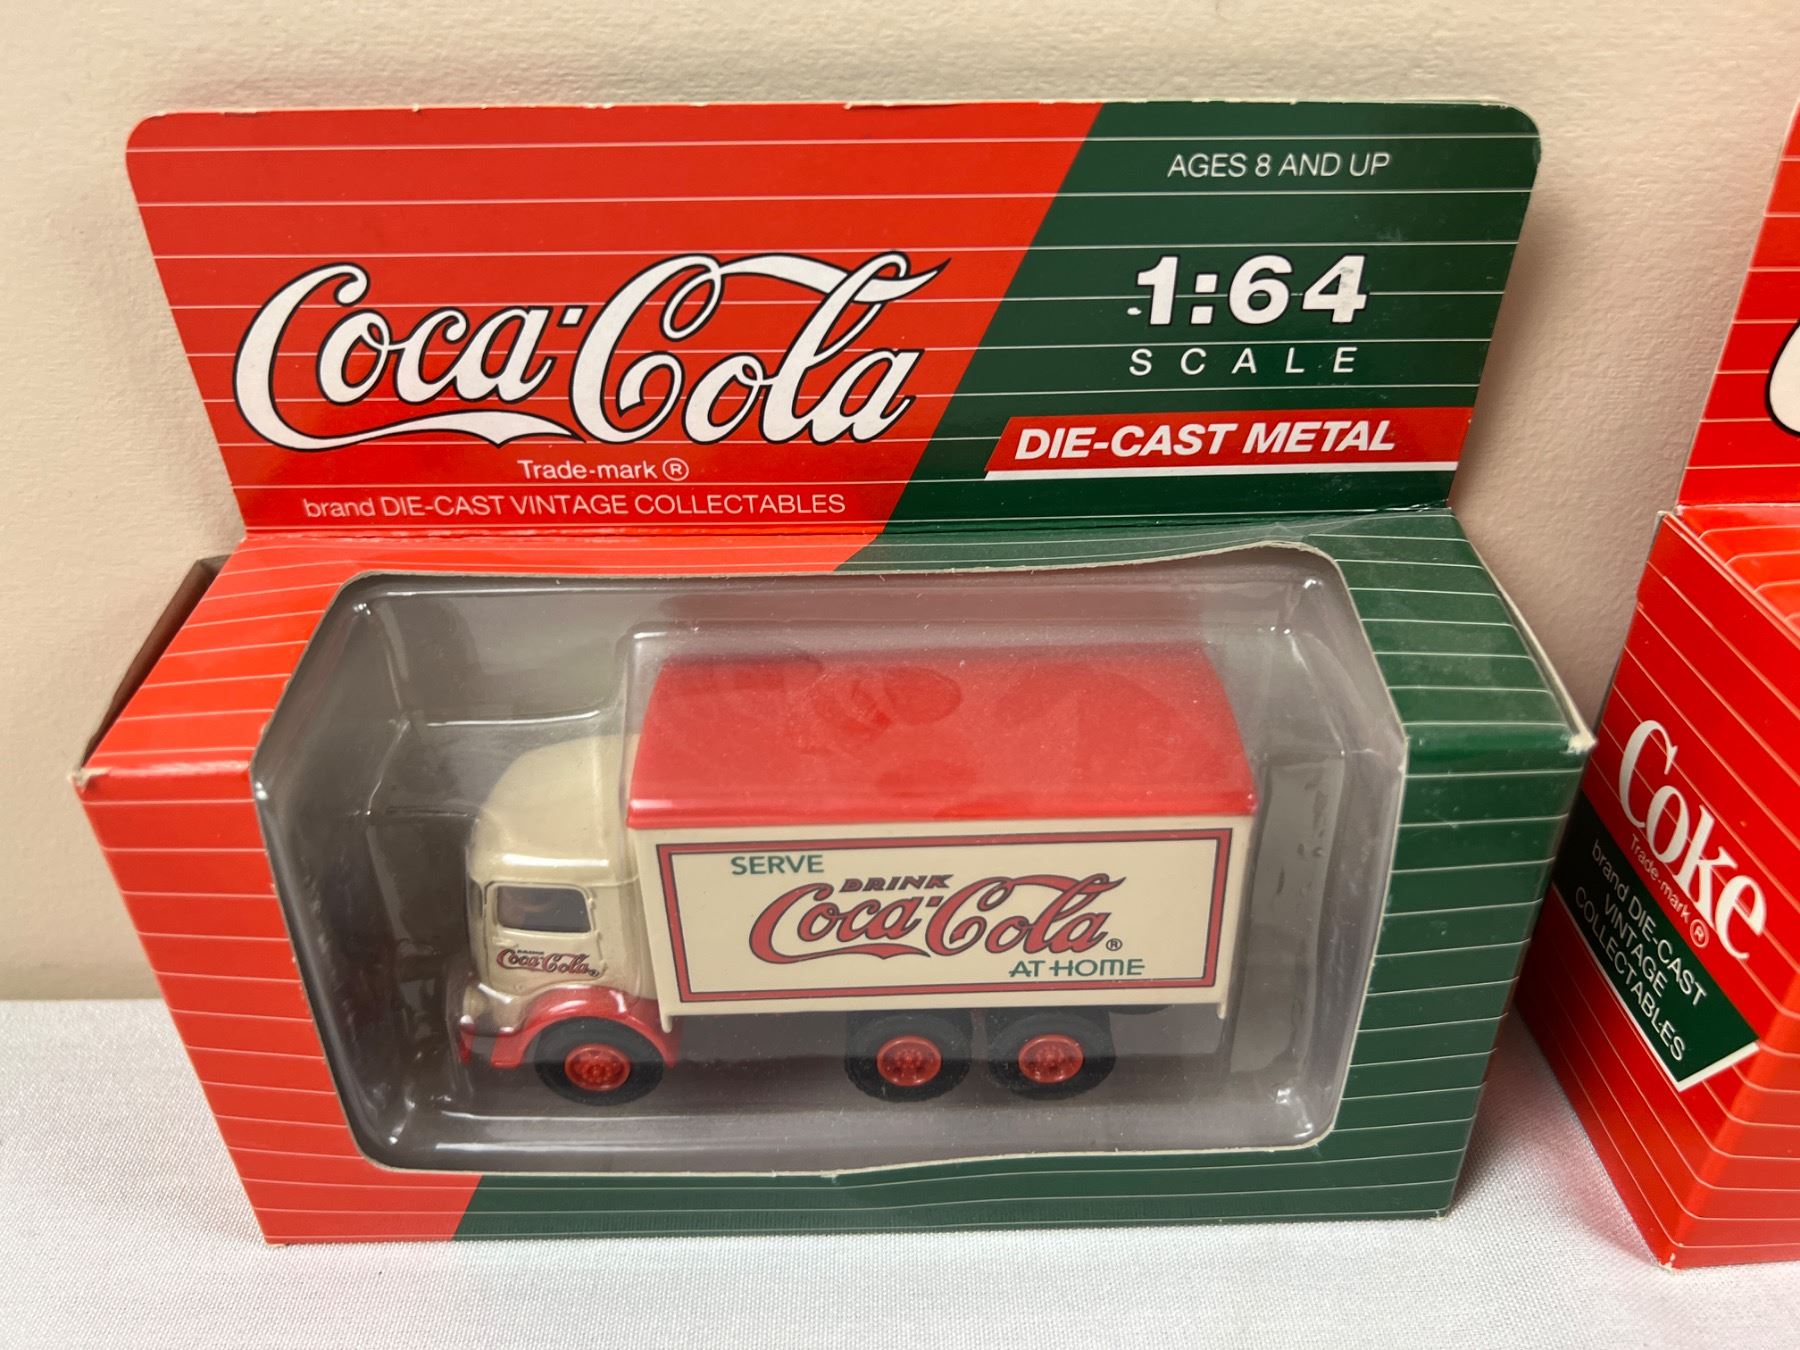 AGES 8 AND UP
Coca-Cola
1:64
SCALE
DIE-CAST METAL
Trade-mark ®
brand DIE-CAST VINTAGE COLLECTABLES
SERVE
DRINK
Coca-Cola®
AT HOME
DRINK
Coca-Cola®
Coke
Trade-mark ®
brand DIE-CAST
VINTAGE
COLLECTABLES